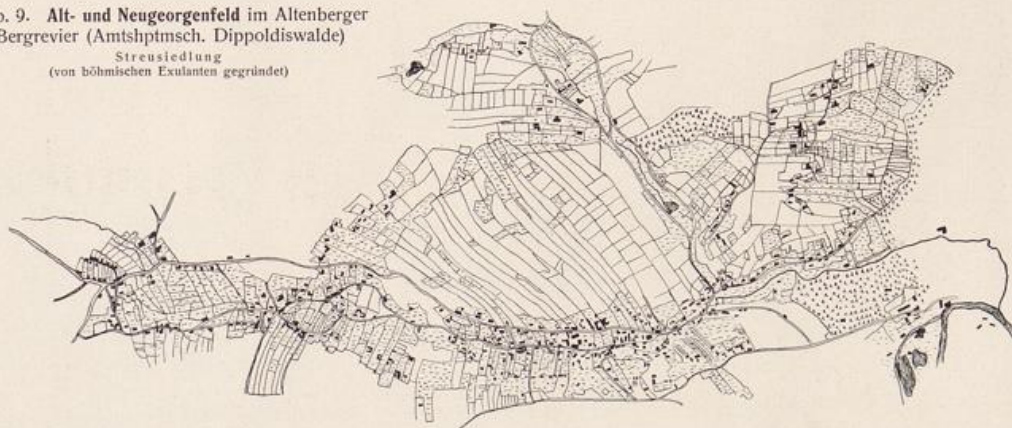 9. Alt- und Neugeorgenfeld im Altenberger
Bergrevier (Amtshptmsch. Dippoldiswalde)
Streusiedlung
(von böhmischen Exulanten gegründet)